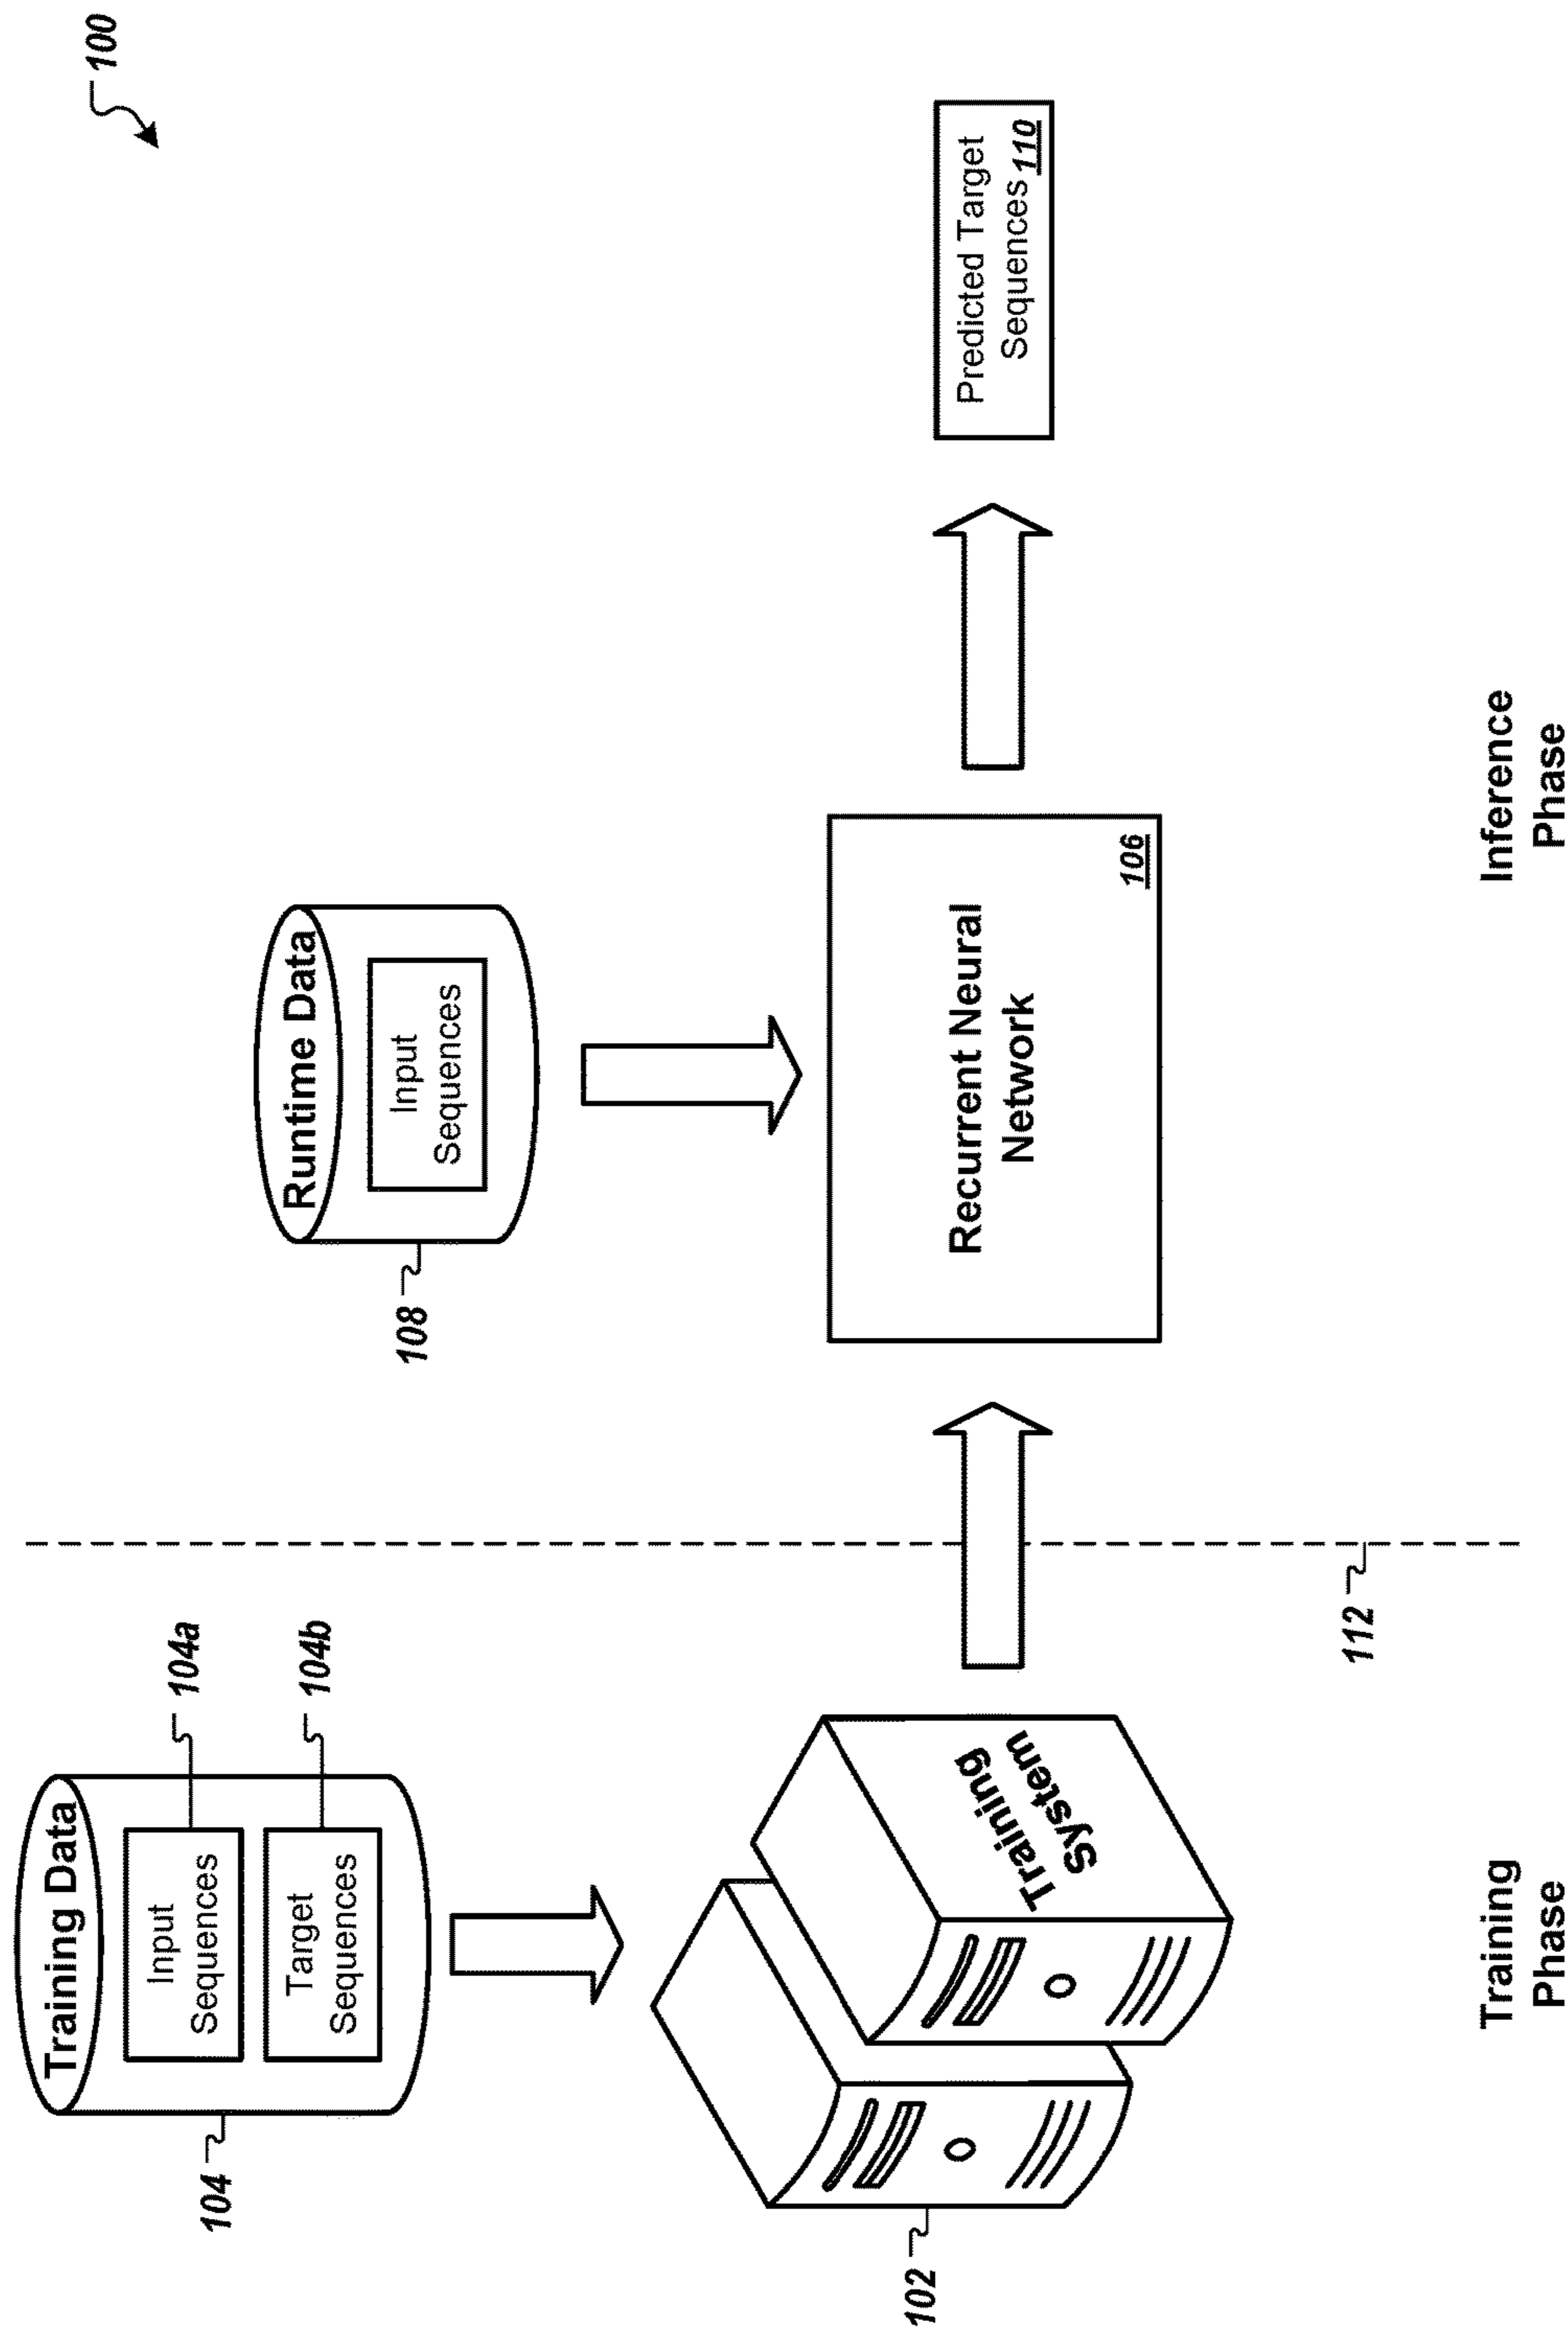 100
Training Data
Input
Sequences
104a
Target
Sequences
104b
104
Runtime Data
Input
Sequences
108
Training
System
102
Recurrent Neural
Network
106
Predicted Target
Sequences 110
112
Training
Phase
Inference
Phase